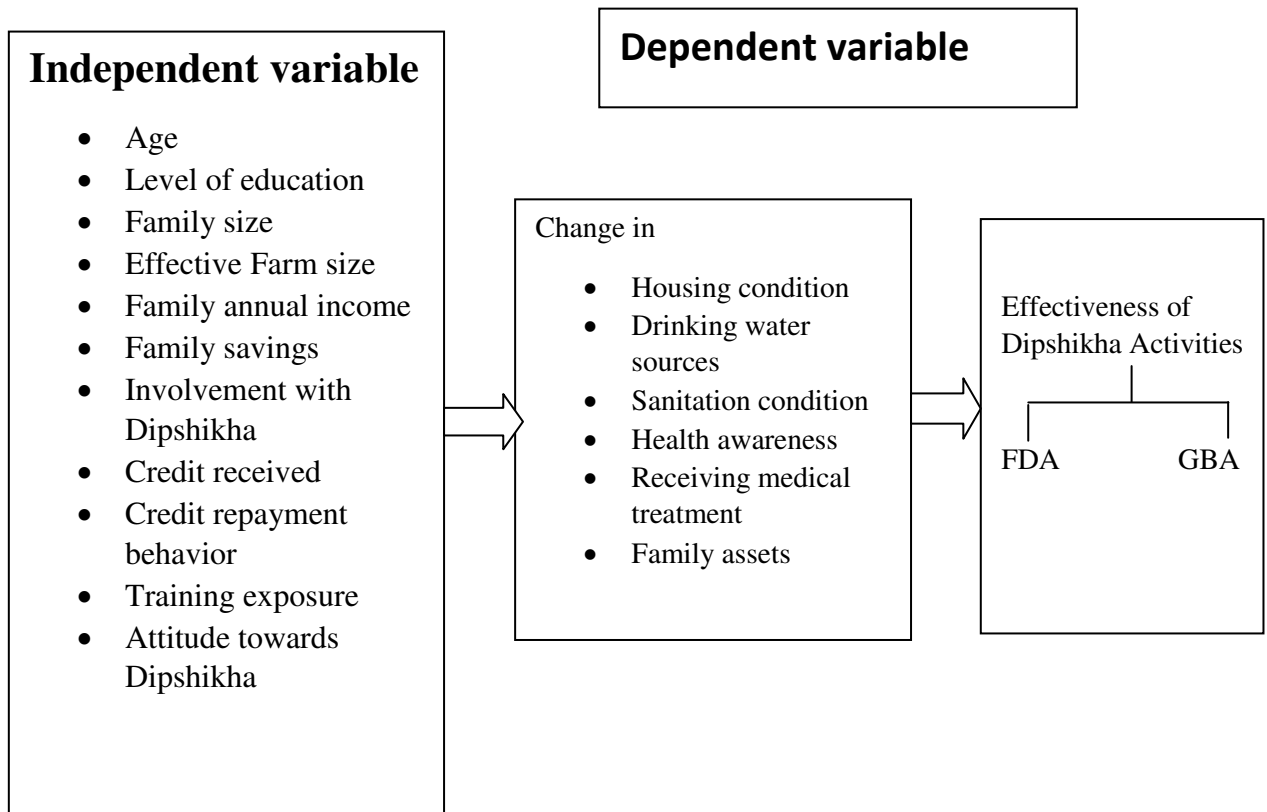 Independent variable
• Age
• Level of education
• Family size
• Effective Farm size
• Family annual income
• Family savings
• Involvement with
Dipshikha
• Credit received
• Credit repayment
behavior
• Training exposure
• Attitude towards
Dipshikha
Dependent variable
Change in
• Housing condition
• Drinking water
sources
• Sanitation condition
• Health awareness
• Receiving medical
treatment
• Family assets
Effectiveness of
Dipshikha Activities
FDA GBA